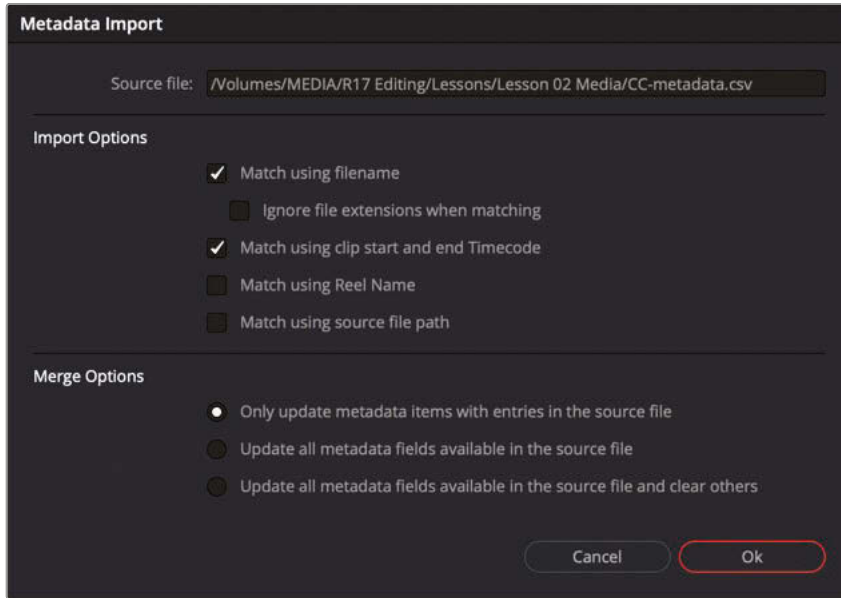 Metadata Import
Source file: /Volumes/MEDIA/R17 Editing/Lessons/Lesson 02 Media/CC-metadata.csv
Import Options
Match using filename
Ignore file extensions when matching
Match using clip start and end Timecode
Match using Reel Name
Match using source file path
Merge Options
Only update metadata items with entries in the source file
Update all metadata fields available in the source file
Update all metadata fields available in the source file and clear others
Cancel Ok